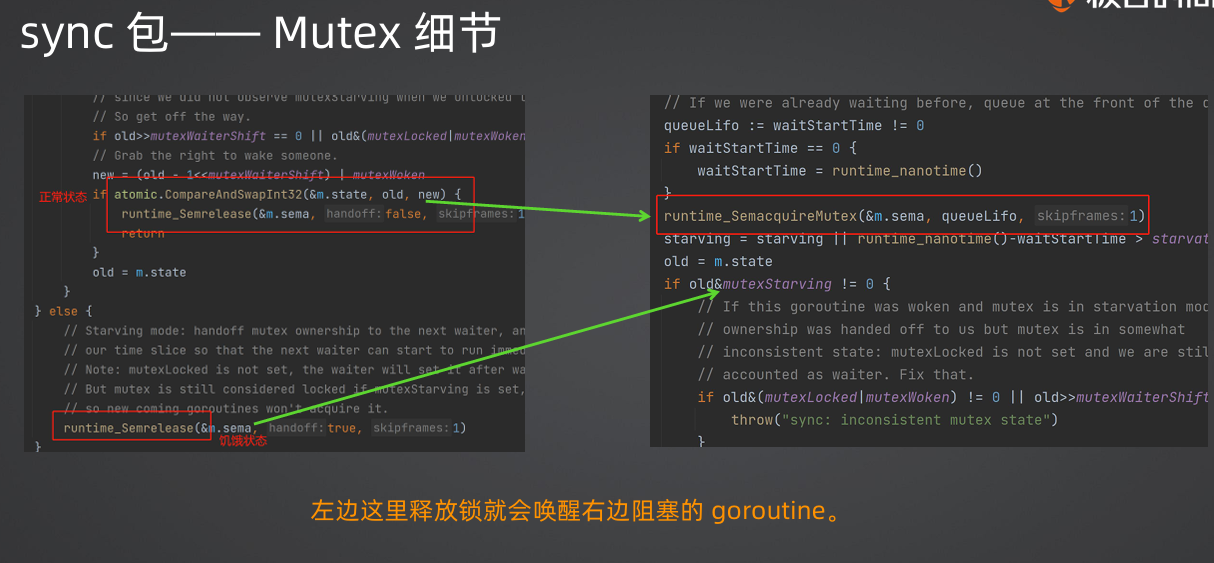 sync 包—— Mutex 细节
// since we did not observe mutexStarving when we unlocked
// So get off the way.
if old>>mutexWaiterShift == 0 || old&(mutexLocked|mutexWoken
// Grab the right to wake someone.
new = (old - 1<<mutexWaiterShift) | mutexWoken
正常状态
if atomic.CompareAndSwapInt32(&m.state, old, new) {
runtime_Semrelease(&m.sema, handoff: false, skipframes: 1
return
}
old = m.state
}
} else {
// Starving mode: handoff mutex ownership to the next waiter, an
// our time slice so that the next waiter can start to run immed
// Note: mutexLocked is not set, the waiter will set it after wa
// But mutex is still considered locked if mutexStarving is set,
// so new coming goroutines won't acquire it.
runtime_Semrelease(&m.sema, handoff: true, skipframes: 1)
饥饿状态
}
// If we were already waiting before, queue at the front of the
queueLifo := waitStartTime != 0
if waitStartTime == 0 {
waitStartTime = runtime_nanotime()
}
runtime_SemacquireMutex(&m.sema, queueLifo, skipframes: 1)
starving = starving || runtime_nanotime()-waitStartTime > starvat
old = m.state
if old&mutexStarving != 0 {
// If this goroutine was woken and mutex is in starvation mod
// ownership was handed off to us but mutex is in somewhat
// inconsistent state: mutexLocked is not set and we are stil
// accounted as waiter. Fix that.
if old&(mutexLocked|mutexWoken) != 0 || old>>mutexWaiterShift
throw("sync: inconsistent mutex state")
}
左边这里释放锁就会唤醒右边阻塞的 goroutine。